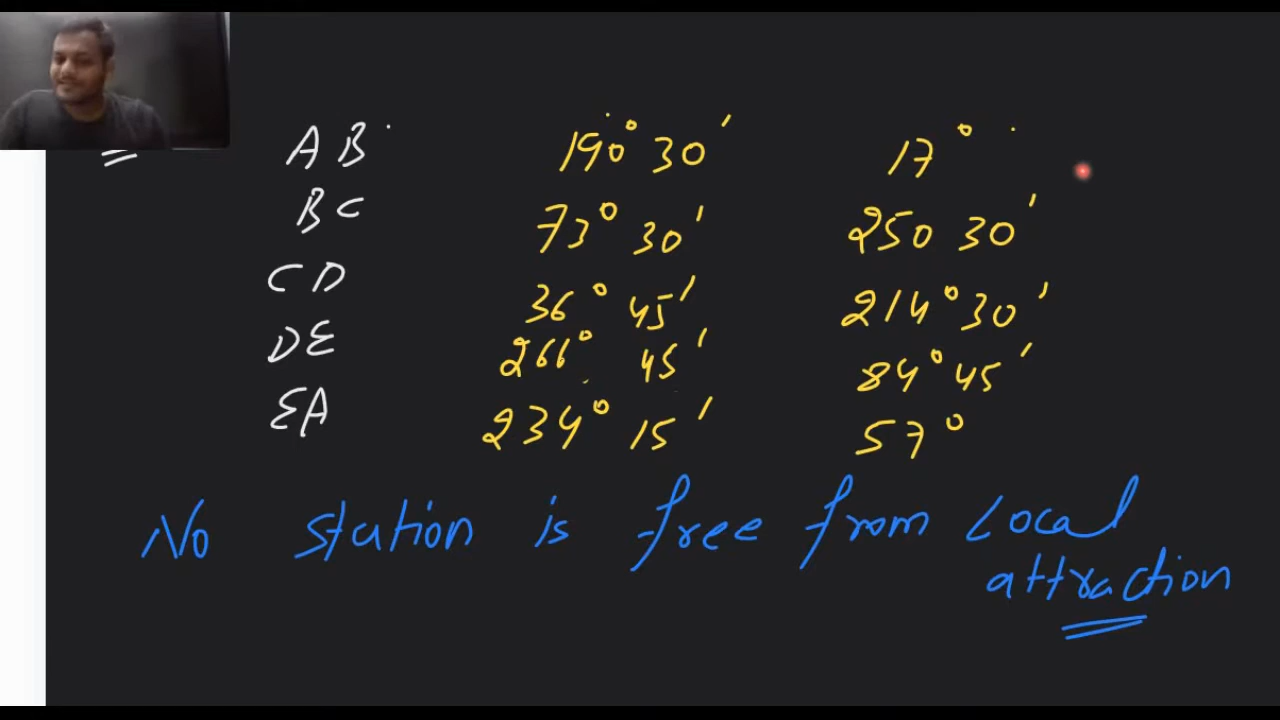 AB 190° 30' 17°
BC 73° 30' 250 30'
CD 36° 45' 214° 30'
DE 266° 45' 84° 45'
EA 234° 15' 57°
No station is free from Local
attraction